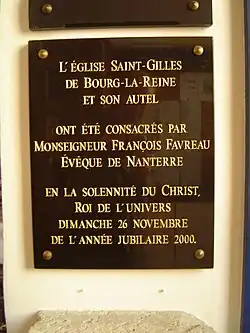 L'ÉGLISE SAINT-GILLES
DE BOURG-LA-REINE
ET SON AUTEL
ONT ÉTÉ CONSACRÉS PAR
MONSEIGNEUR FRANÇOIS FAVREAU
ÉVÊQUE DE NANTERRE
EN LA SOLENNITÉ DU CHRIST,
ROI DE L'UNIVERS
DIMANCHE 26 NOVEMBRE
DE L'ANNÉE JUBILAIRE 2000.